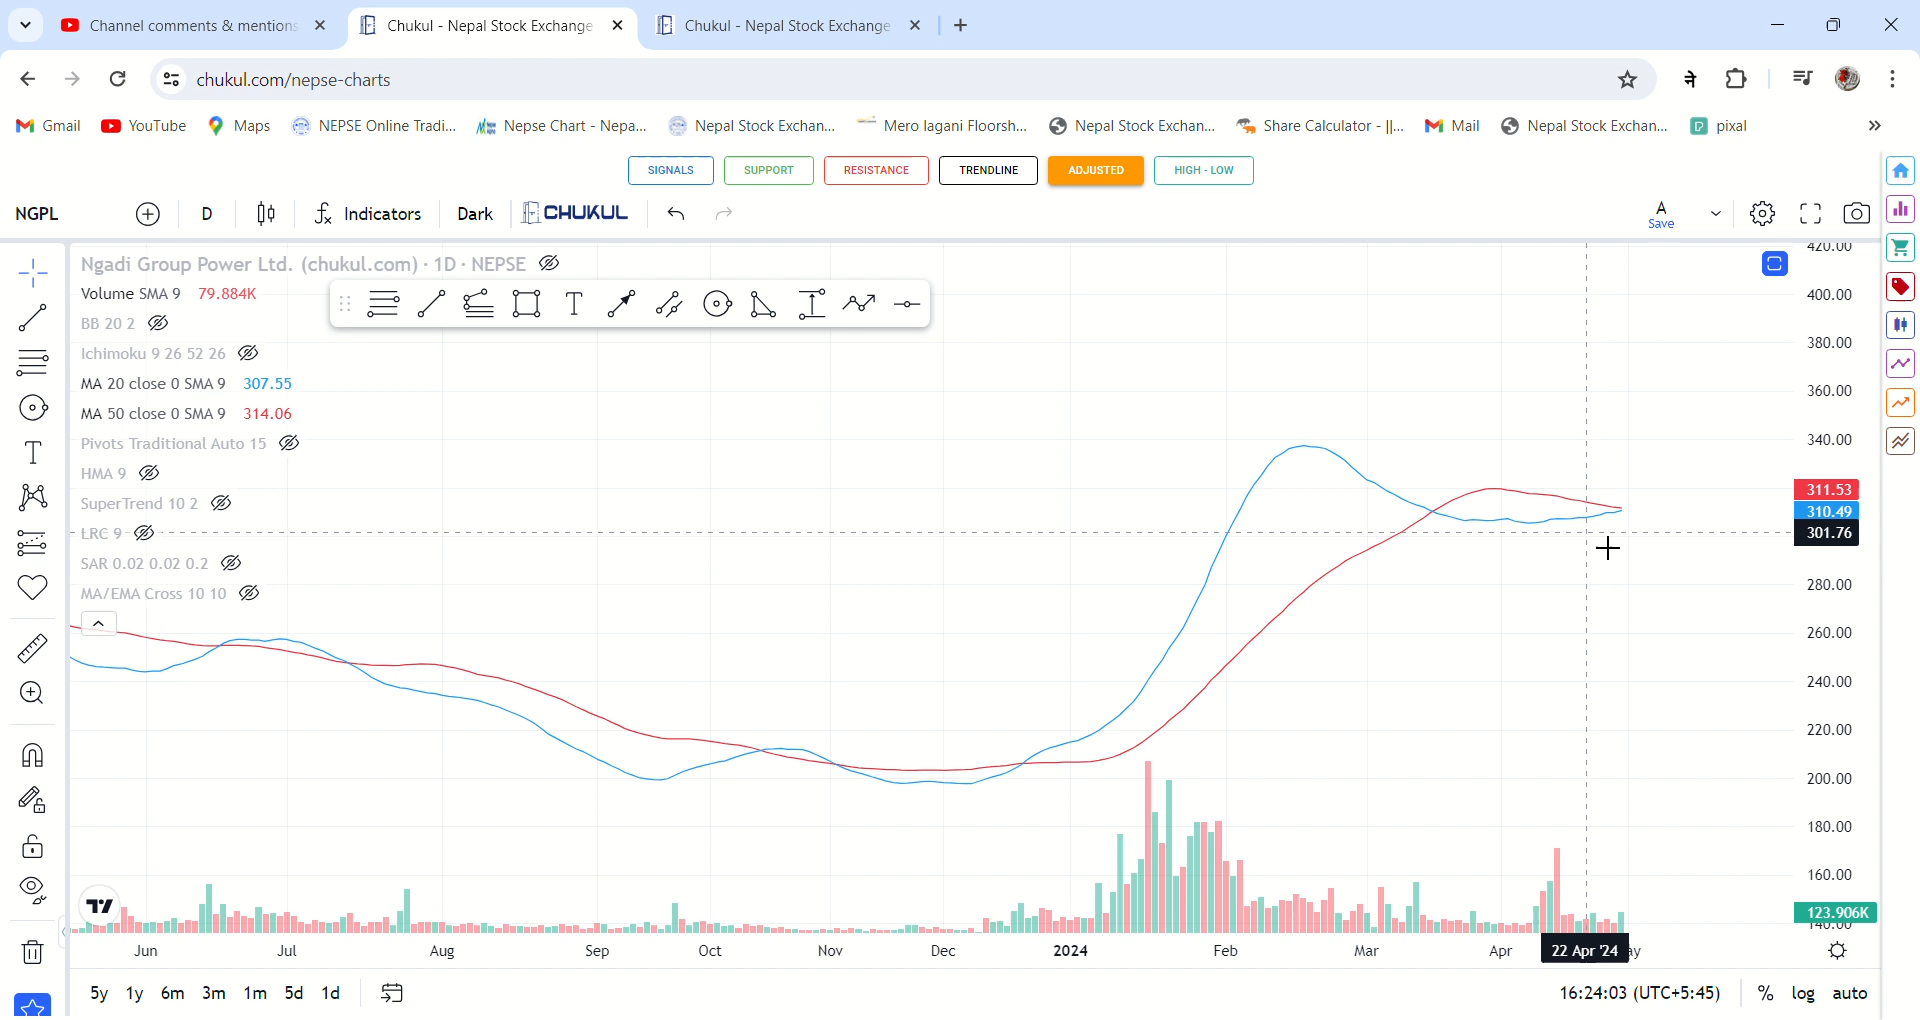 Channel comments & mentions
Chukul - Nepal Stock Exchange
Chukul - Nepal Stock Exchange
chukul.com/nepse-charts
ने
Gmail
YouTube
Maps
NEPSE Online Tradi...
Nepse Chart - Nepa...
Nepal Stock Exchan...
Mero lagani Floorsh...
Nepal Stock Exchan...
Share Calculator - ||...
Mail
Nepal Stock Exchan...
pixal
SIGNALS
SUPPORT
RESISTANCE
TRENDLINE
ADJUSTED
HIGH - LOW
NGPL
D
Indicators
Dark
CHUKUL
A
Save
Ngadi Group Power Ltd. (chukul.com) · 1D · NEPSE
Volume SMA 9 79.884K
BB 20 2
Ichimoku 9 26 52 26
MA 20 close 0 SMA 9 307.55
MA 50 close 0 SMA 9 314.06
Pivots Traditional Auto 15
HMA 9
SuperTrend 10 2
LRC 9
SAR 0.02 0.02 0.2
MA/EMA Cross 10 10
420.00
400.00
380.00
360.00
340.00
311.53
310.49
301.76
280.00
260.00
240.00
220.00
200.00
180.00
160.00
123.906K
140.00
Jun
Jul
Aug
Sep
Oct
Nov
Dec
2024
Feb
Mar
Apr
22 Apr '24
ay
5y
1y
6m
3m
1m
5d
1d
16:24:03 (UTC+5:45)
%
log
auto